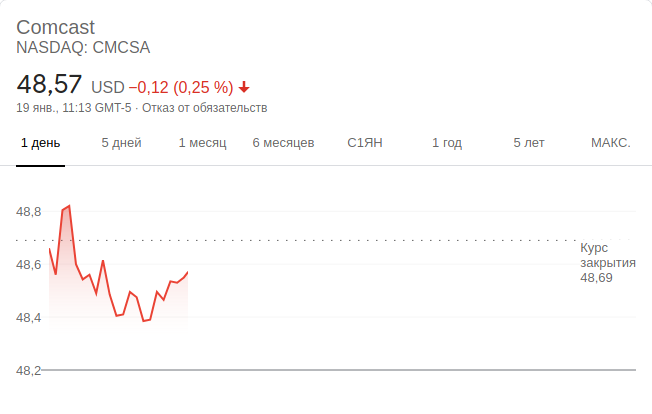 Comcast
NASDAQ: CMCSA
48,57 USD −0,12 (0,25 %)
19 янв., 11:13 GMT-5 · Отказ от обязательств
1 день 5 дней 1 месяц 6 месяцев С1ЯН 1 год 5 лет МАКС.
48,8
Курс
закрытия
48,69
48,6
48,4
48,2